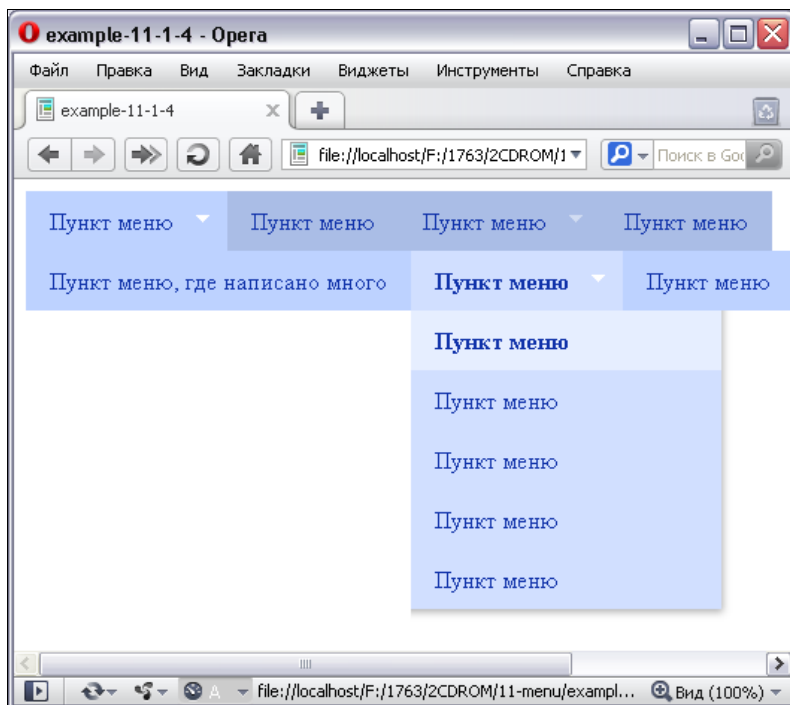 example-11-1-4 - Opera
Файл Правка Вид Закладки Виджеты Инструменты Справка
example-11-1-4
file://localhost/F:/1763/2CDROM/1 Поиск в Goo
Пункт меню Пункт меню Пункт меню Пункт меню
Пункт меню, где написано много Пункт меню Пункт меню
Пункт меню
Пункт меню
Пункт меню
Пункт меню
Пункт меню
A file://localhost/F:/1763/2CDROM/11-menu/exampl... Вид (100%)